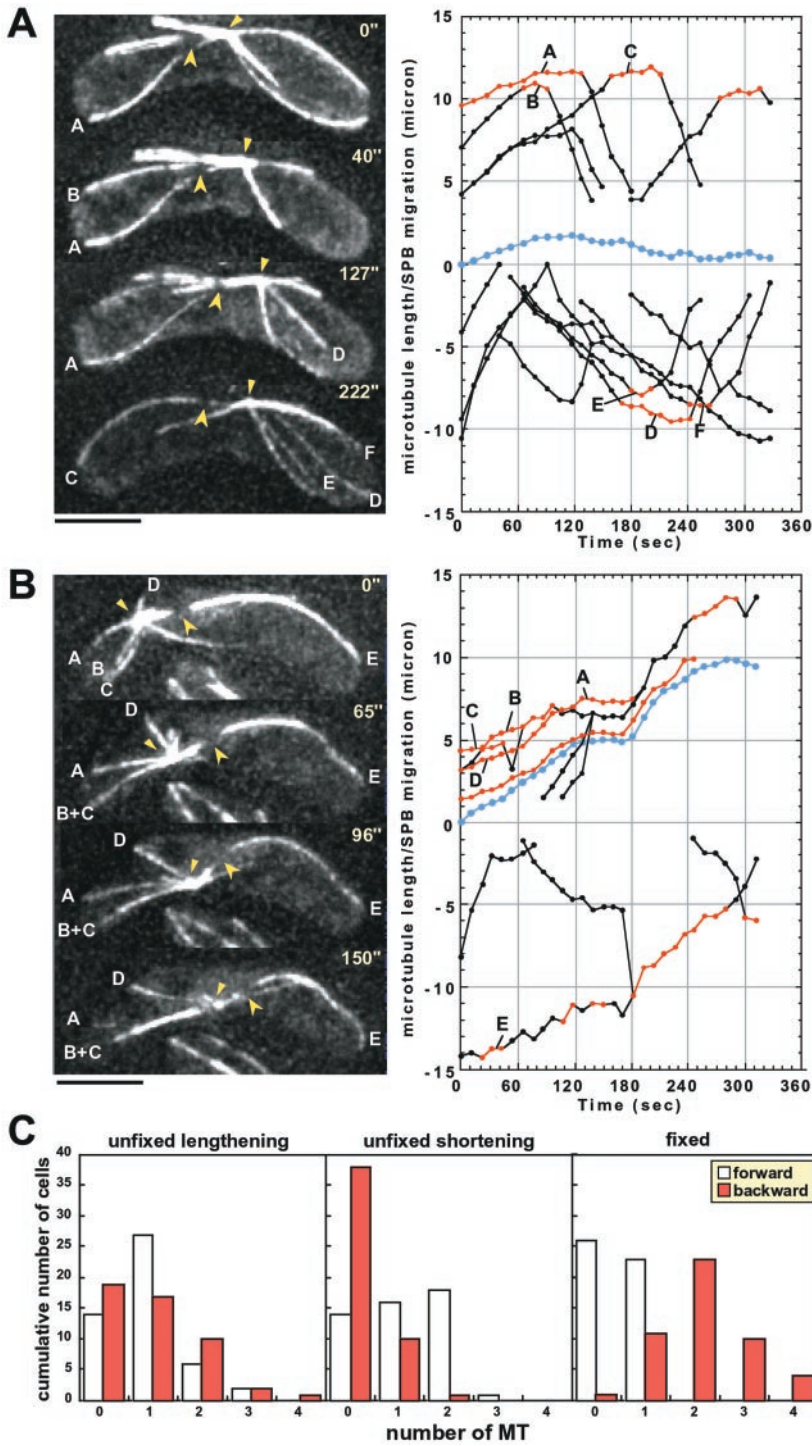 A
0"
A
40"
B
A
127"
A
D
222"
C
F
E
D
microtubule length/SPB migration (micron)
15
10
5
0
-5
-10
-15
A
B
C
E
D
F
0 60 120 180 240 300 360
Time (sec)
B
0"
D
A
B
C
E
65"
D
A
B+C
E
96"
D
A
B+C
E
150"
D
A
B+C
E
microtubule length/SPB migration (micron)
15
10
5
0
-5
-10
-15
A
B
C
D
E
0 60 120 180 240 300 360
Time (sec)
C
unfixed lengthening unfixed shortening fixed
cumulative number of cells
40
35
25
20
15
10
5
0
forward
backward
0 1 2 3 4 0 1 2 3 4 0 1 2 3 4
number of MT